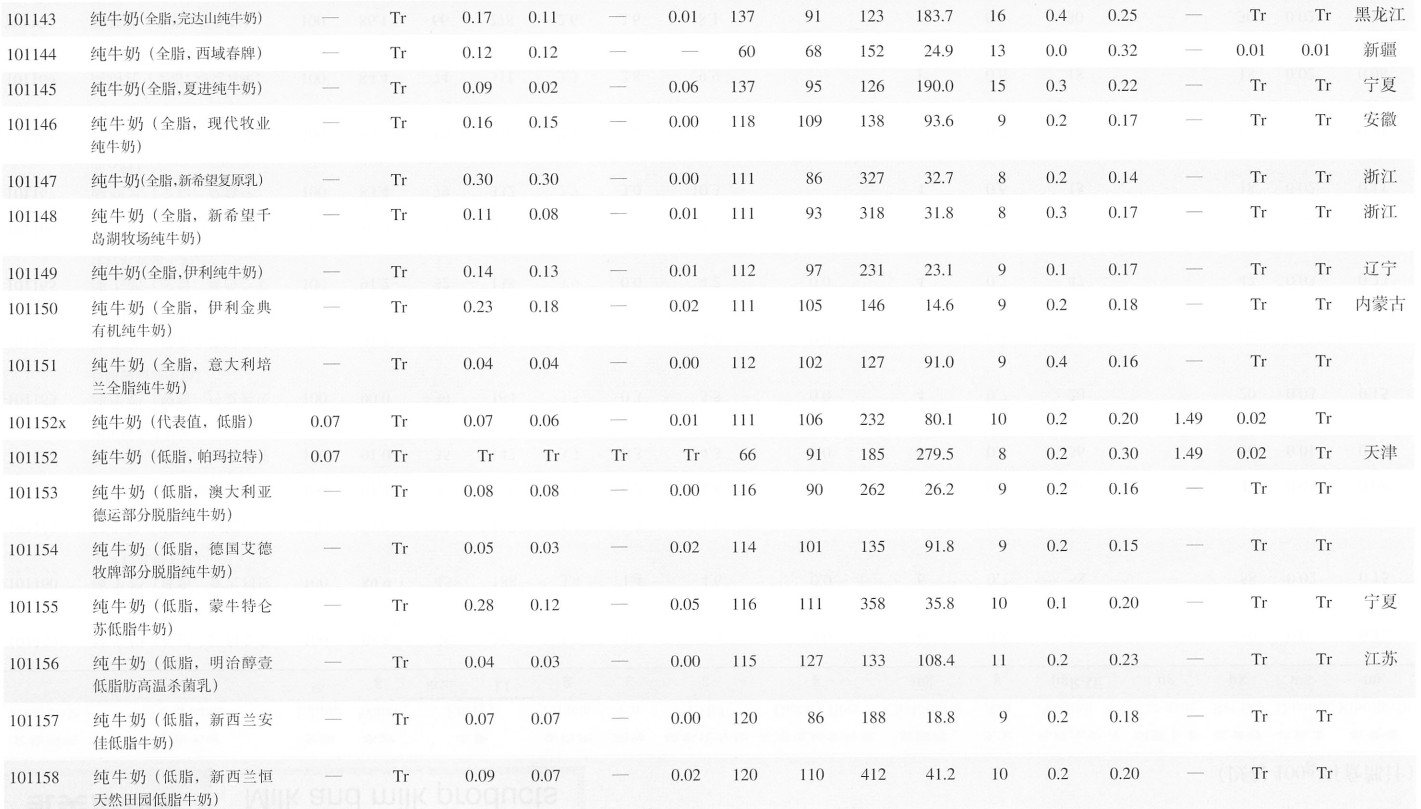 101143 纯牛奶(全脂,完达山纯牛奶) — Tr 0.17 0.11 — 0.01 137 91 123 183.7 16 0.4 0.25 — Tr Tr 黑龙江
101144 纯牛奶（全脂，西域春牌） — Tr 0.12 0.12 — — 60 68 152 24.9 13 0.0 0.32 — 0.01 0.01 新疆
101145 纯牛奶(全脂,夏进纯牛奶) — Tr 0.09 0.02 — 0.06 137 95 126 190.0 15 0.3 0.22 — Tr Tr 宁夏
101146 纯牛奶（全脂，现代牧业 — Tr 0.16 0.15 — 0.00 118 109 138 93.6 9 0.2 0.17 — Tr Tr 安徽
纯牛奶）
101147 纯牛奶(全脂,新希望复原乳) — Tr 0.30 0.30 — 0.00 111 86 327 32.7 8 0.2 0.14 — Tr Tr 浙江
101148 纯牛奶（全脂，新希望千 — Tr 0.11 0.08 — 0.01 111 93 318 31.8 8 0.3 0.17 — Tr Tr 浙江
岛湖牧场纯牛奶）
101149 纯牛奶(全脂,伊利纯牛奶) — Tr 0.14 0.13 — 0.01 112 97 231 23.1 9 0.1 0.17 — Tr Tr 辽宁
101150 纯牛奶（全脂，伊利金典 — Tr 0.23 0.18 — 0.02 111 105 146 14.6 9 0.2 0.18 — Tr Tr 内蒙古
有机纯牛奶）
101151 纯牛奶（全脂，意大利培 — Tr 0.04 0.04 — 0.00 112 102 127 91.0 9 0.4 0.16 — Tr Tr
兰全脂纯牛奶）
101152x 纯牛奶（代表值，低脂） 0.07 Tr 0.07 0.06 — 0.01 111 106 232 80.1 10 0.2 0.20 1.49 0.02 Tr
101152 纯牛奶（低脂，帕玛拉特） 0.07 Tr Tr Tr Tr Tr 66 91 185 279.5 8 0.2 0.30 1.49 0.02 Tr 天津
101153 纯牛奶（低脂，澳大利亚 — Tr 0.08 0.08 — 0.00 116 90 262 26.2 9 0.2 0.16 — Tr Tr
德运部分脱脂纯牛奶）
101154 纯牛奶（低脂，德国艾德 — Tr 0.05 0.03 — 0.02 114 101 135 91.8 9 0.2 0.15 — Tr Tr
牧牌部分脱脂纯牛奶）
101155 纯牛奶（低脂，蒙牛特仑 — Tr 0.28 0.12 — 0.05 116 111 358 35.8 10 0.1 0.20 — Tr Tr 宁夏
苏低脂牛奶）
101156 纯牛奶（低脂，明治醇壹 — Tr 0.04 0.03 — 0.00 115 127 133 108.4 11 0.2 0.23 — Tr Tr 江苏
低脂肪高温杀菌乳）
101157 纯牛奶（低脂，新西兰安 — Tr 0.07 0.07 — 0.00 120 86 188 18.8 9 0.2 0.18 — Tr Tr
佳低脂牛奶）
101158 纯牛奶（低脂，新西兰恒 — Tr 0.09 0.07 — 0.02 120 110 412 41.2 10 0.2 0.20 — Tr Tr
天然田园低脂牛奶）